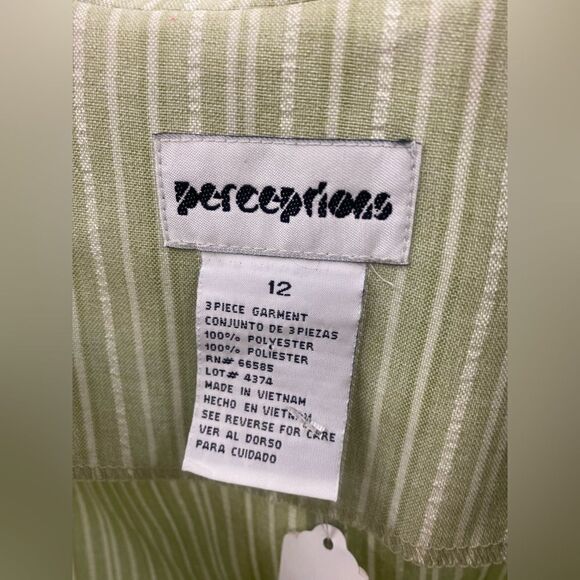 perceptions
12
3 PIECE GARMENT
CONJUNTO DE 3 PIEZAS
100% POLYESTER
100% POLIESTER
RN# 66585
LOT# 4374
MADE IN VIETNAM
HECHO EN VIETNAM
SEE REVERSE FOR CARE
VER AL DORSO
PARA CUIDADO